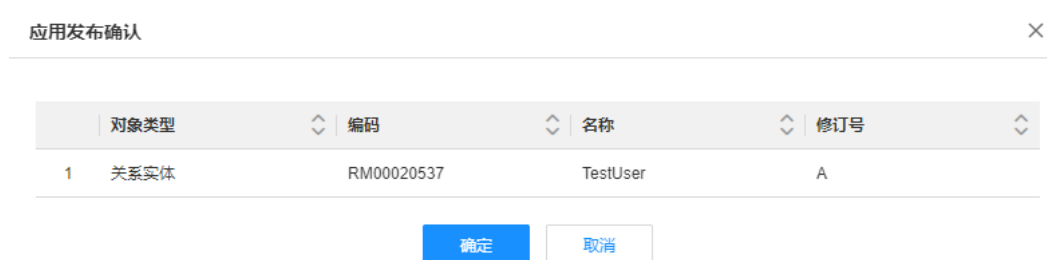 应用发布确认
对象类型 编码 名称 修订号
1 关系实体 RM00020537 TestUser A
确定 取消